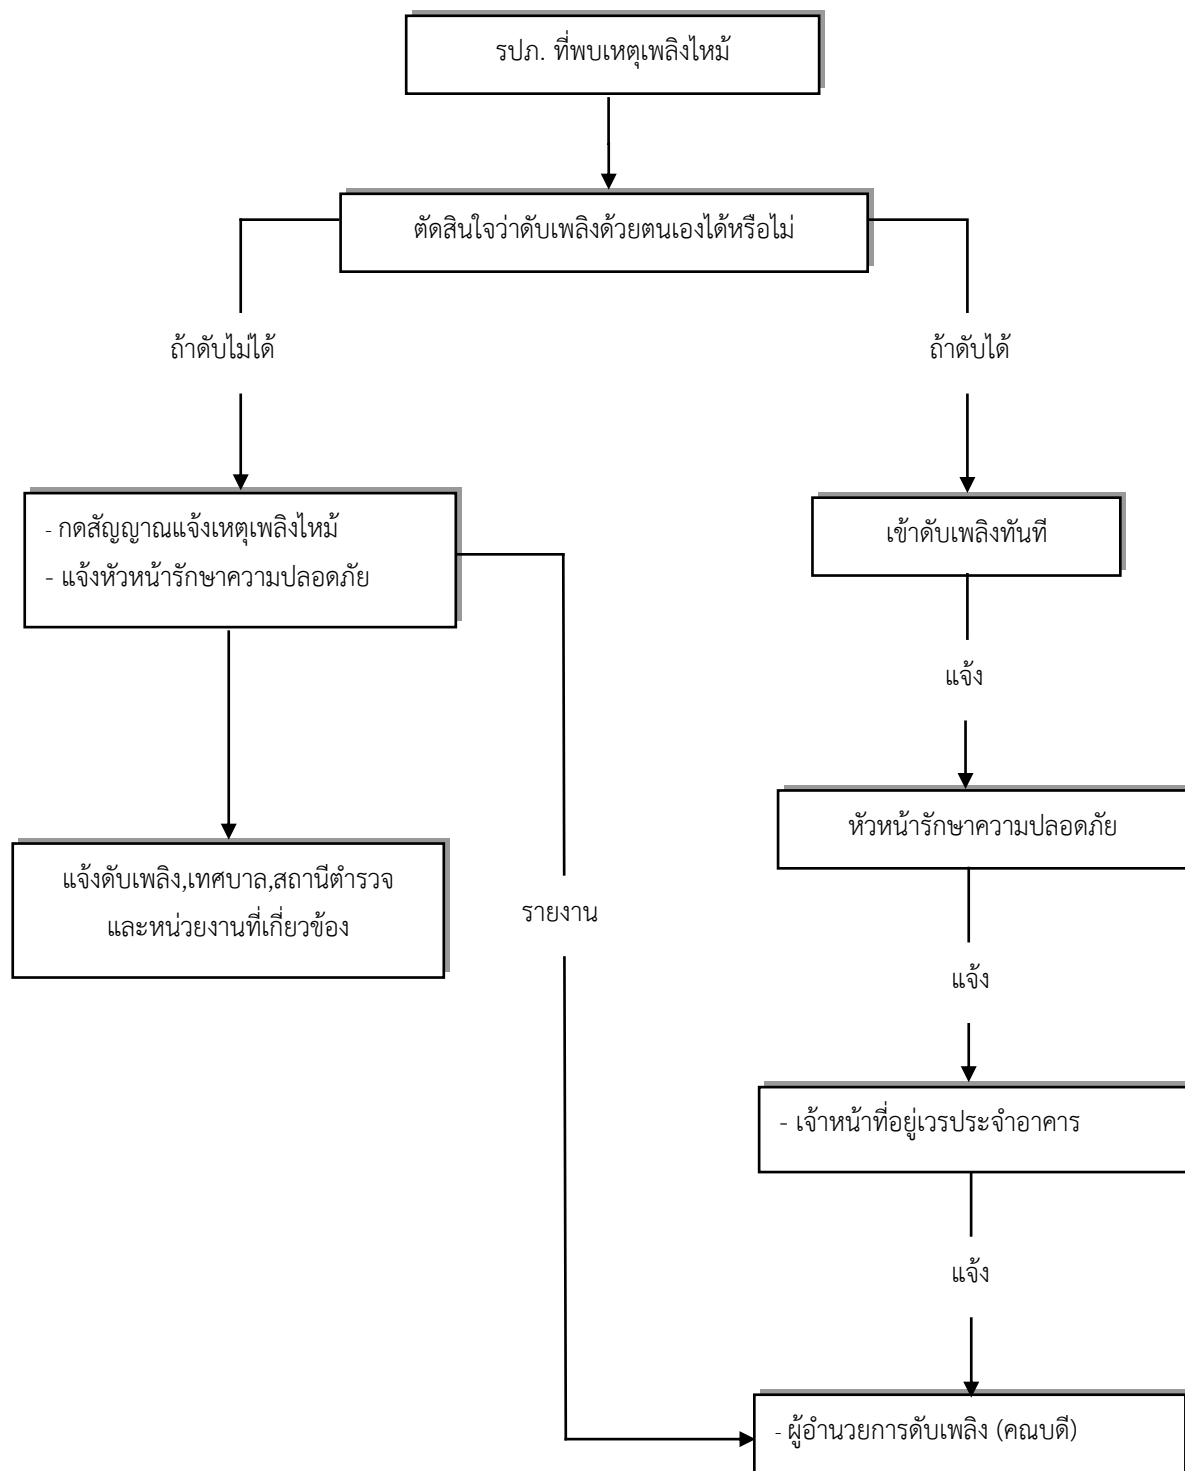 รปภ. ที่พบเหตุเพลิงไหม้
ตัดสินใจว่าดับเพลิงด้วยตนเองได้หรือไม่
ถ้าดับไม่ได้
ถ้าดับได้
- กดสัญญาณแจ้งเหตุเพลิงไหม้
- แจ้งหัวหน้ารักษาความปลอดภัย
เข้าดับเพลิงทันที
แจ้ง
หัวหน้ารักษาความปลอดภัย
แจ้งดับเพลิง,เทศบาล,สถานีตำรวจ
และหน่วยงานที่เกี่ยวข้อง
รายงาน
แจ้ง
- เจ้าหน้าที่อยู่เวรประจำอาคาร
แจ้ง
- ผู้อำนวยการดับเพลิง (คณบดี)